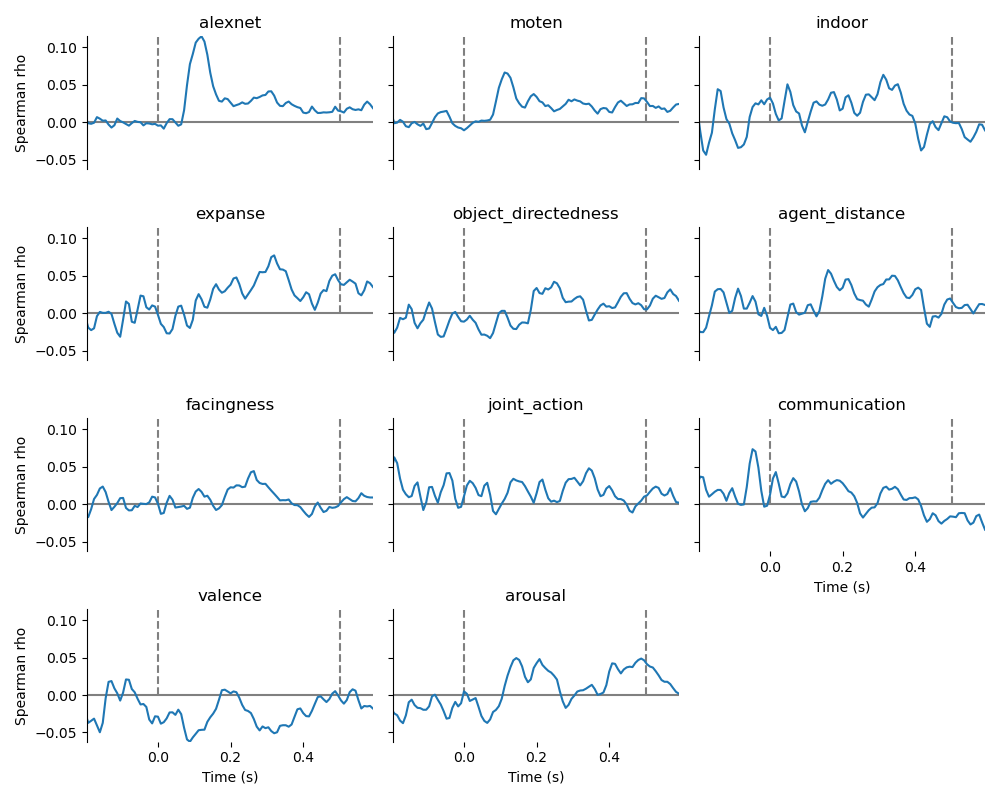 alexnet
moten
indoor
Spearman rho
0.10
0.05
0.00
−0.05
expanse
object_directedness
agent_distance
Spearman rho
0.10
0.05
0.00
−0.05
facingness
joint_action
communication
Spearman rho
0.10
0.05
0.00
−0.05
0.0
0.2
0.4
Time (s)
valence
arousal
Spearman rho
0.10
0.05
0.00
−0.05
0.0
0.2
0.4
0.0
0.2
0.4
Time (s)
Time (s)